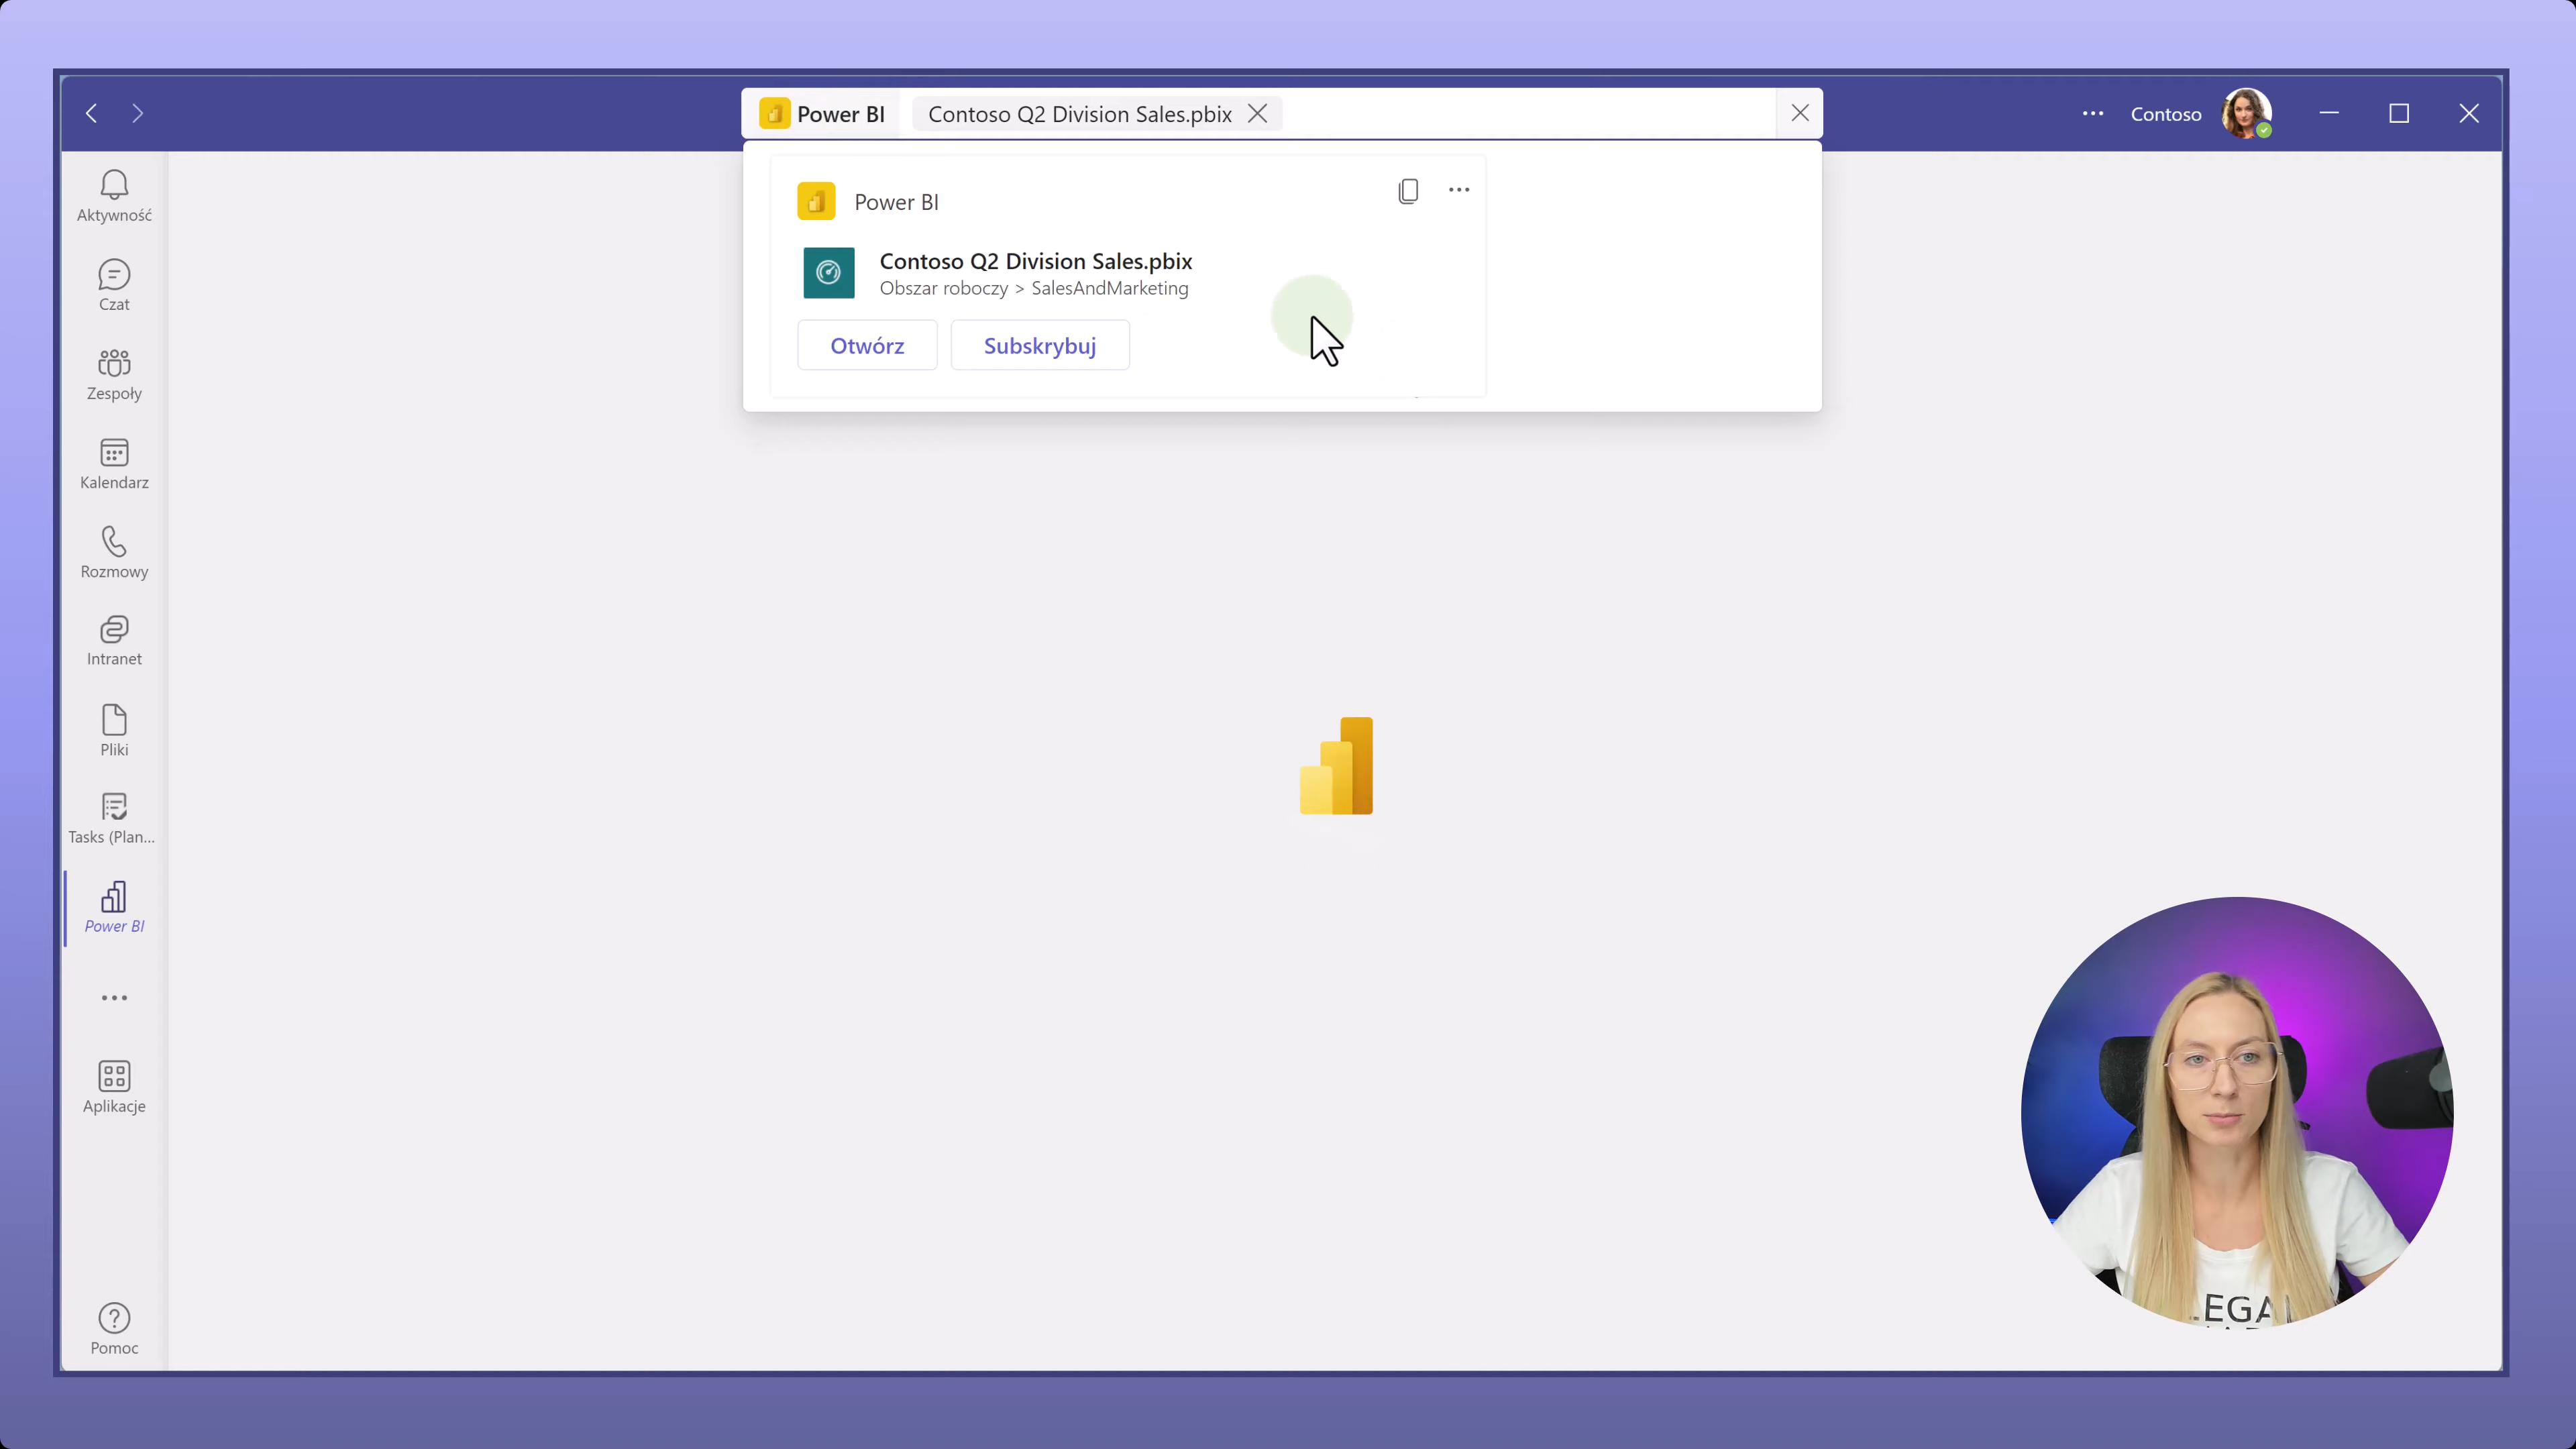 Power BI
Contoso Q2 Division Sales.pbix
Contoso
Power BI
Contoso Q2 Division Sales.pbix
Obszar roboczy > SalesAndMarketing
Otwórz
Subskrybuj
Aktywność
Czat
Zespoły
Kalendarz
Rozmowy
Intranet
Pliki
Tasks (Plan...
Power BI
Aplikacje
Pomoc